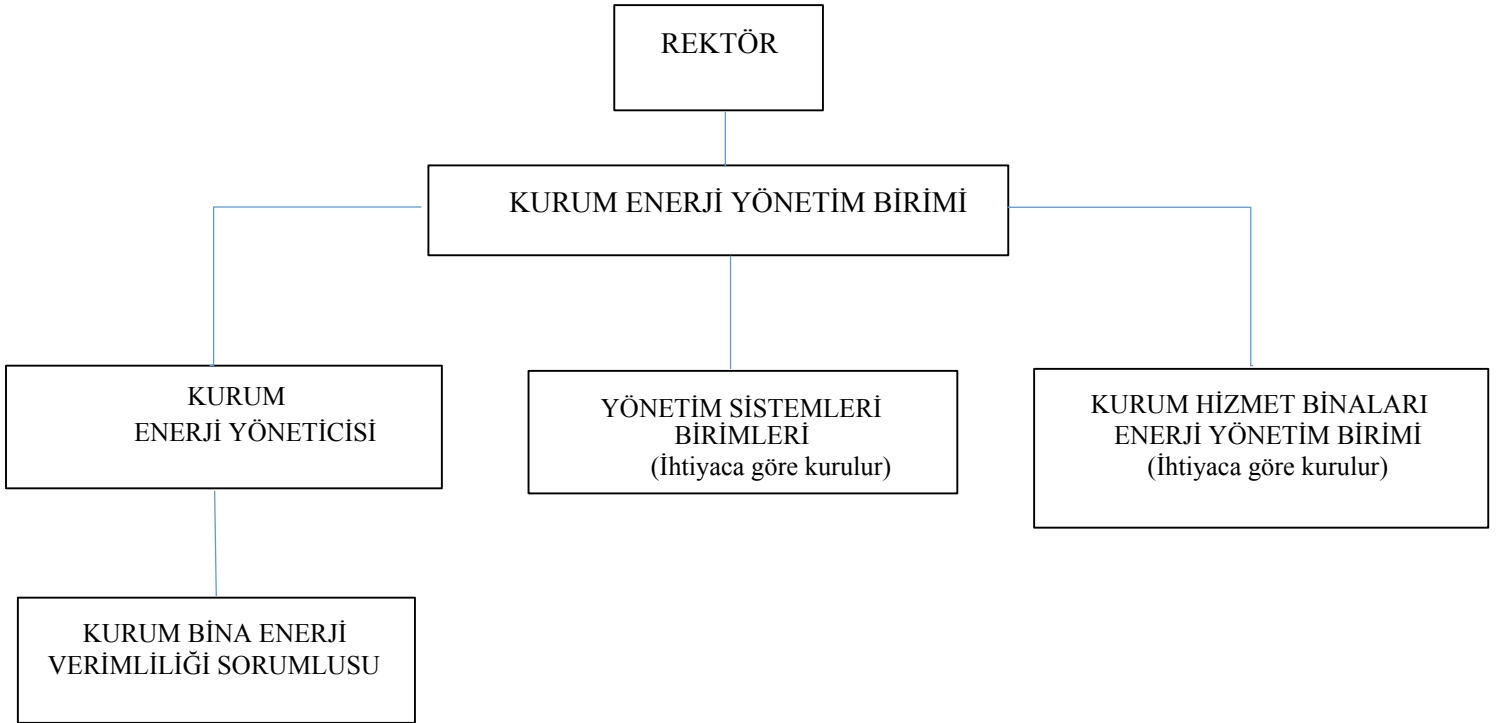 REKTÖR
KURUM ENERJİ YÖNETİM BİRİMİ
KURUM
ENERJİ YÖNETİCİSİ
YÖNETİM SİSTEMLERİ
BİRİMLERİ
(İhtiyaca göre kurulur)
KURUM HİZMET BİNALARI
ENERJİ YÖNETİM BİRİMİ
(İhtiyaca göre kurulur)
KURUM BİNA ENERJİ
VERİMLİLİĞİ SORUMLUSU